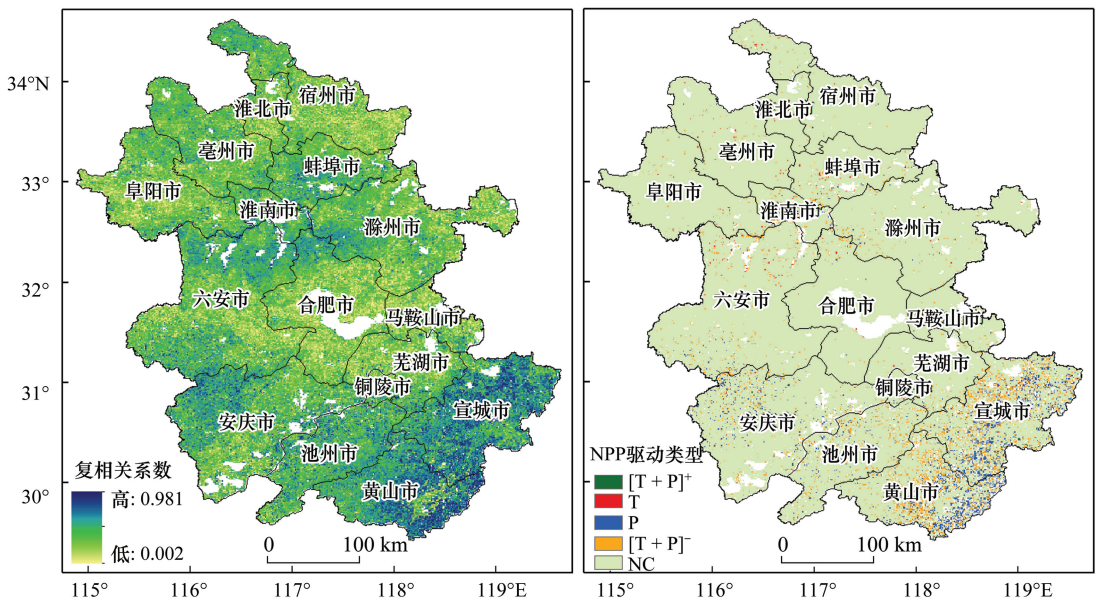 34°N
33°
32°
31°
30°
宿州市
淮北市
亳州市
蚌埠市
阜阳市
淮南市
滁州市
六安市
合肥市
马鞍山市
芜湖市
铜陵市
宣城市
安庆市
池州市
黄山市
复相关系数
高: 0.981
低: 0.002
0 100 km
115° 116° 117° 118° 119°E
宿州市
淮北市
亳州市
蚌埠市
阜阳市
淮南市
滁州市
六安市
合肥市
马鞍山市
芜湖市
铜陵市
宣城市
安庆市
池州市
黄山市
NPP驱动类型
[T + P]⁺
T
P
[T + P]⁻
NC
0 100 km
115° 116° 117° 118° 119°E